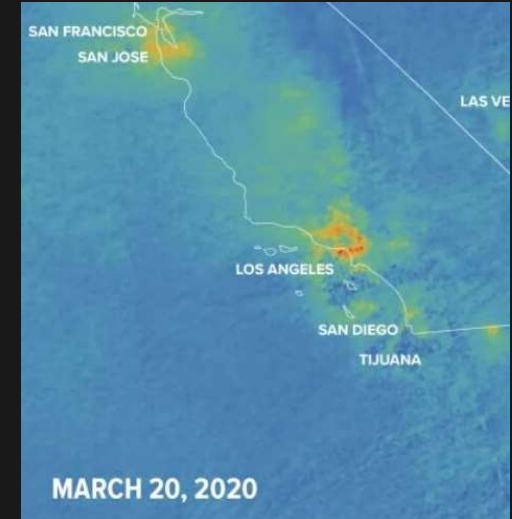 SAN FRANCISCO
SAN JOSE
LAS VE
LOS ANGELES
SAN DIEGO
TIJUANA
MARCH 20, 2020